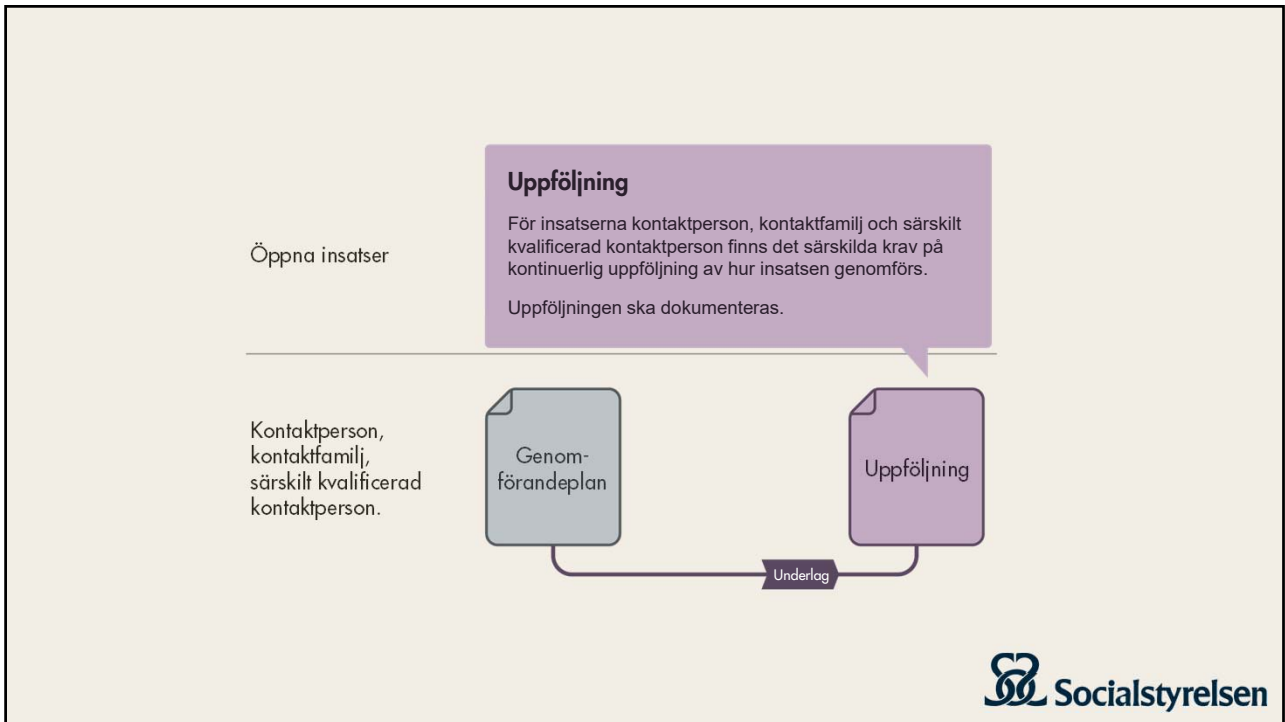 Öppna insatser
Uppföljning
För insatserna kontaktperson, kontaktfamilj och särskilt
kvalificerad kontaktperson finns det särskilda krav på
kontinuerlig uppföljning av hur insatsen genomförs.
Uppföljningen ska dokumenteras.
Kontaktperson,
kontaktfamilj,
särskilt kvalificerad
kontaktperson.
Genom-
förandeplan
Uppföljning
Underlag
Socialstyrelsen